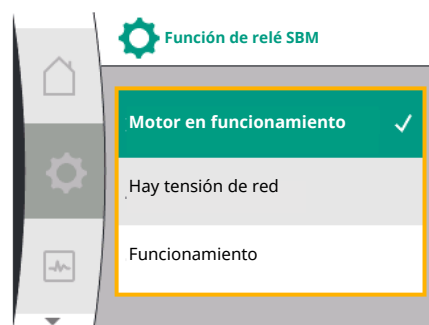 Función de relé SBM
Motor en funcionamiento
Hay tensión de red
Funcionamiento